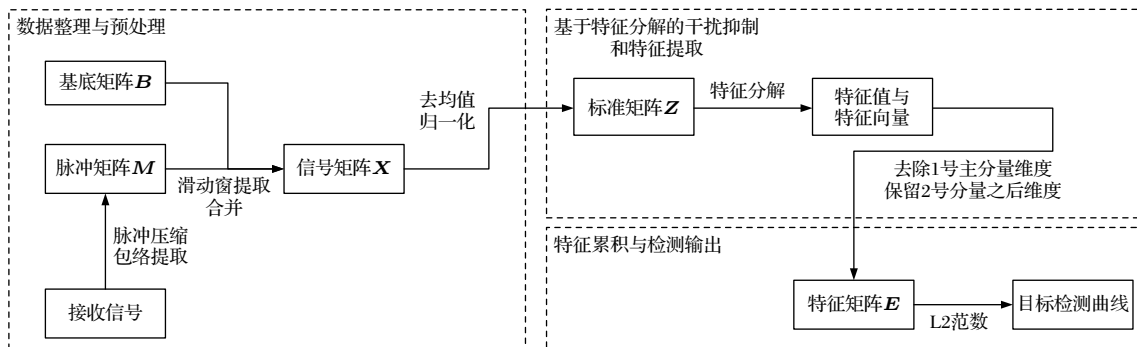 数据整理与预处理
基底矩阵B
脉冲矩阵M
滑动窗提取
合并
信号矩阵X
脉冲压缩
包络提取
接收信号
去均值
归一化
基于特征分解的干扰抑制
和特征提取
标准矩阵Z
特征分解
特征值与
特征向量
去除1号主分量维度
保留2号分量之后维度
特征累积与检测输出
特征矩阵E
L2范数
目标检测曲线